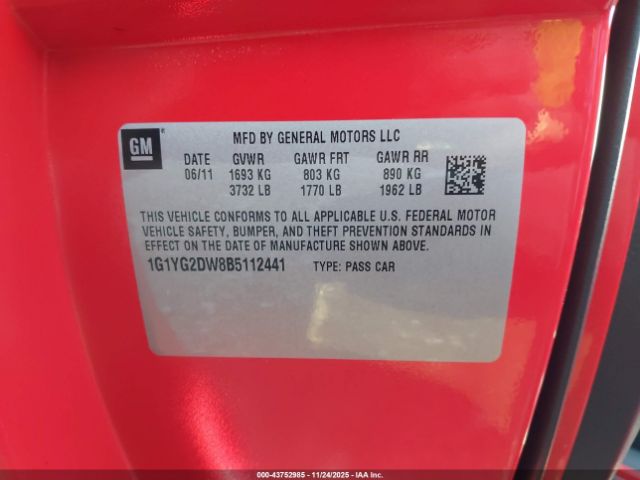 GM ® MFD BY GENERAL MOTORS LLC
DATE GVWR GAWR FRT GAWR RR
06/11 1693 KG 803 KG 890 KG
3732 LB 1770 LB 1962 LB
THIS VEHICLE CONFORMS TO ALL APPLICABLE U.S. FEDERAL MOTOR
VEHICLE SAFETY, BUMPER, AND THEFT PREVENTION STANDARDS IN
EFFECT ON THE DATE OF MANUFACTURE SHOWN ABOVE.
1G1YG2DW8B5112441 TYPE: PASS CAR
000-43752985 - 11/24/2025 - IAA Inc.